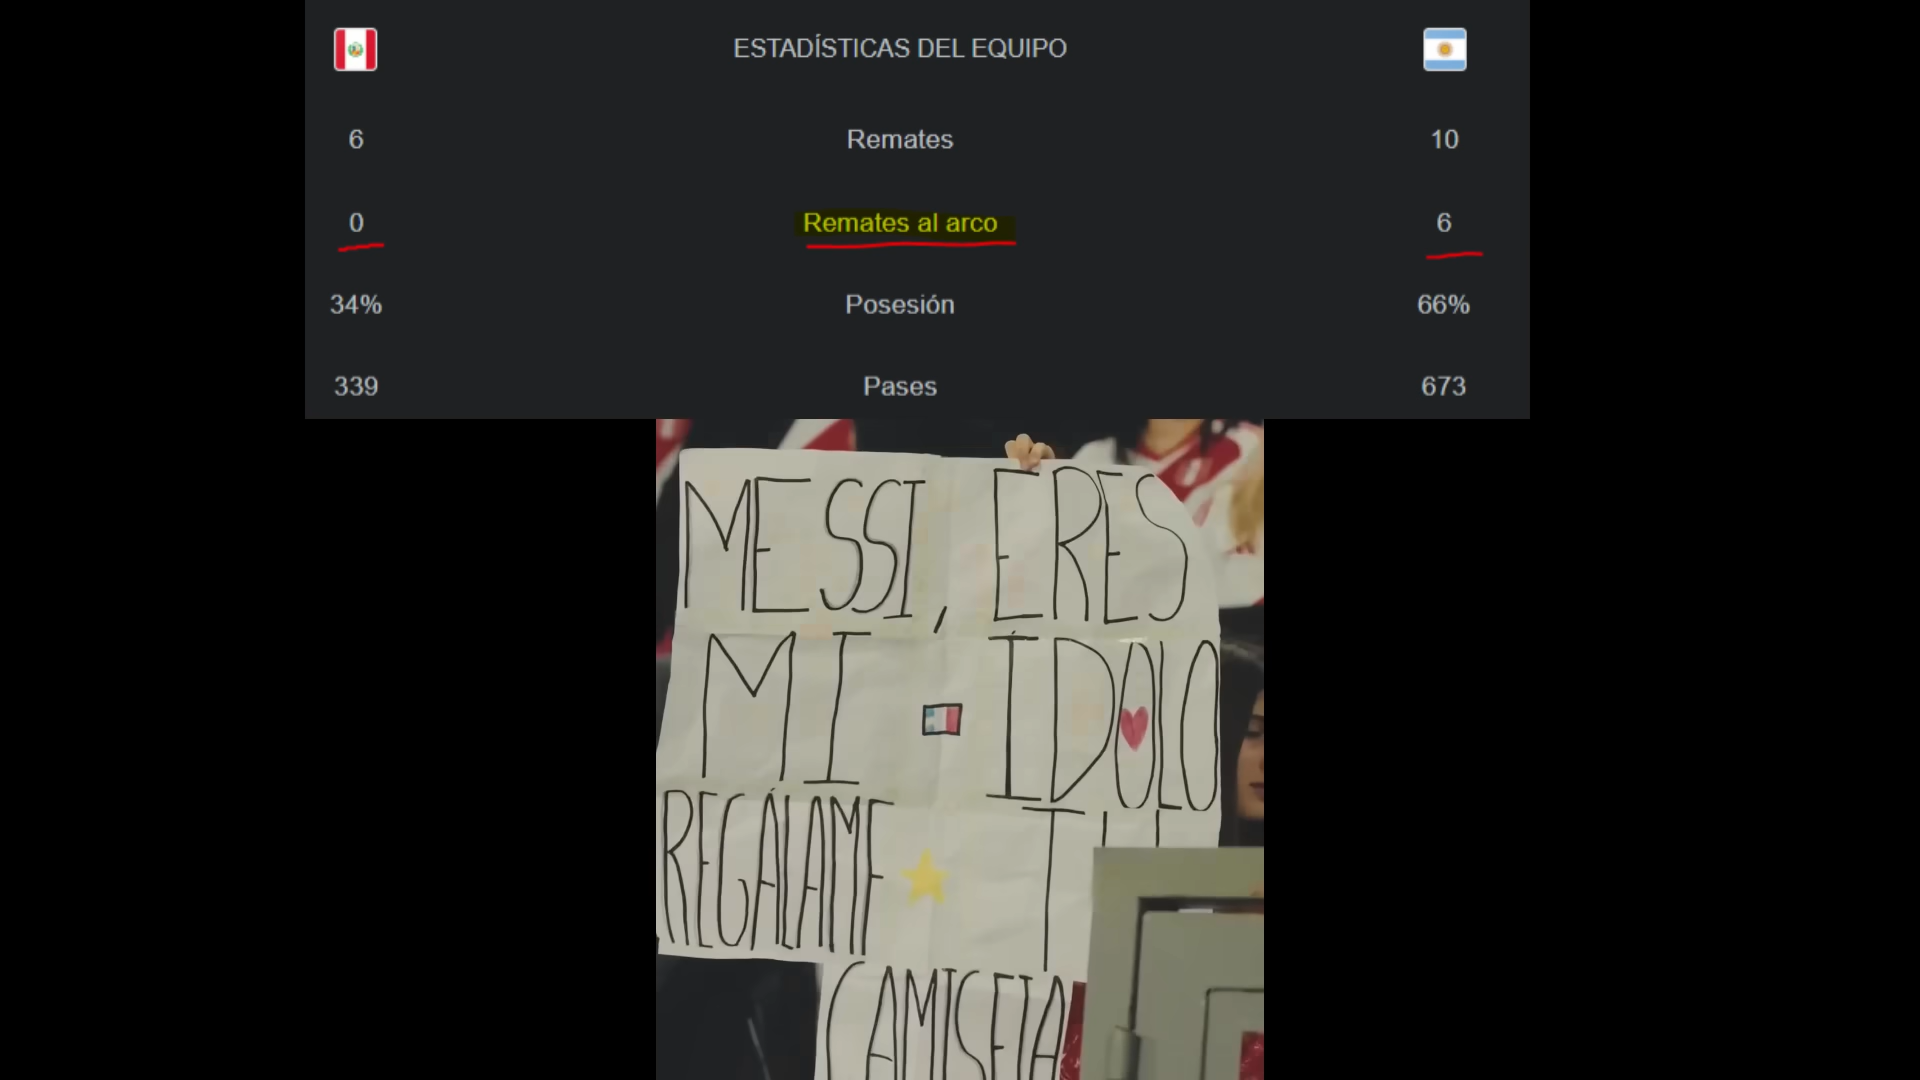 ESTADÍSTICAS DEL EQUIPO
6 Remates 10
0 Remates al arco 6
34% Posesión 66%
339 Pases 673
MESSI, ERES
MI ÍDOLO
REGÁLAME TU
CAMISETA